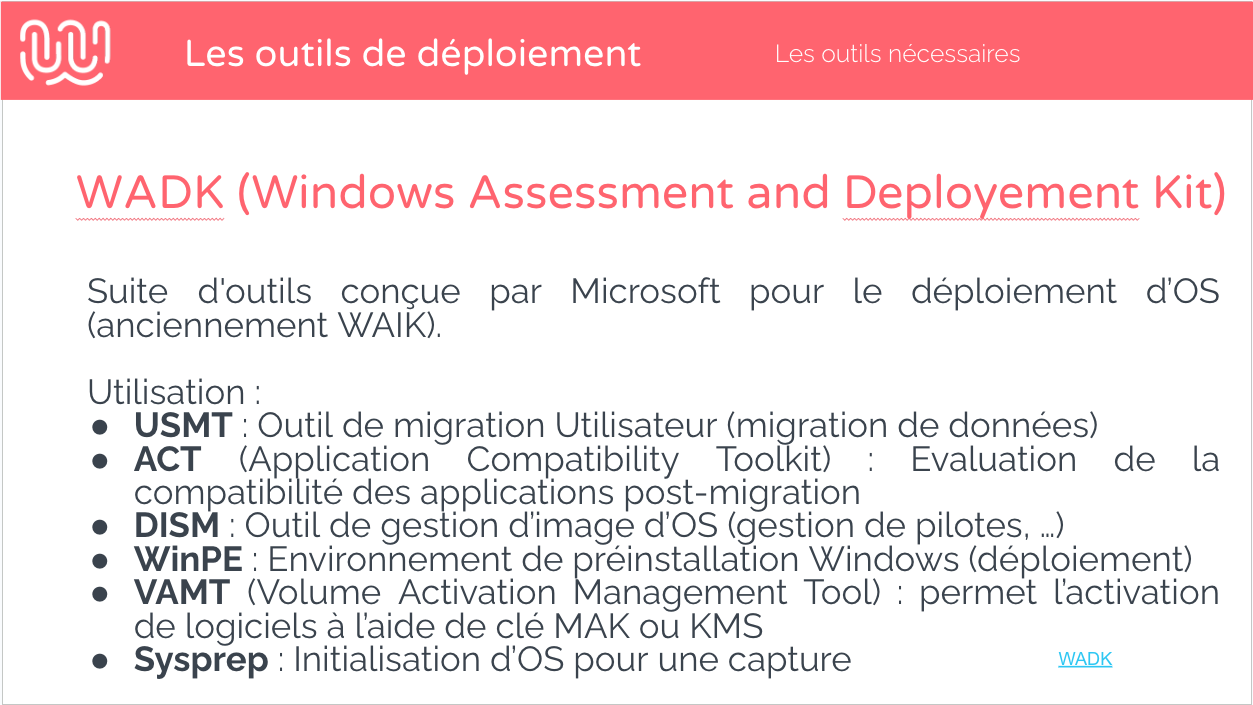 Les outils de déploiement
Les outils nécessaires
WADK (Windows Assessment and Deployement Kit)
Suite d'outils conçue par Microsoft pour le déploiement d’OS
(anciennement WAIK).
Utilisation :
● USMT : Outil de migration Utilisateur (migration de données)
● ACT (Application Compatibility Toolkit) : Evaluation de la
compatibilité des applications post-migration
● DISM : Outil de gestion d’image d’OS (gestion de pilotes, …)
● WinPE : Environnement de préinstallation Windows (déploiement)
● VAMT (Volume Activation Management Tool) : permet l’activation
de logiciels à l’aide de clé MAK ou KMS
● Sysprep : Initialisation d’OS pour une capture
WADK